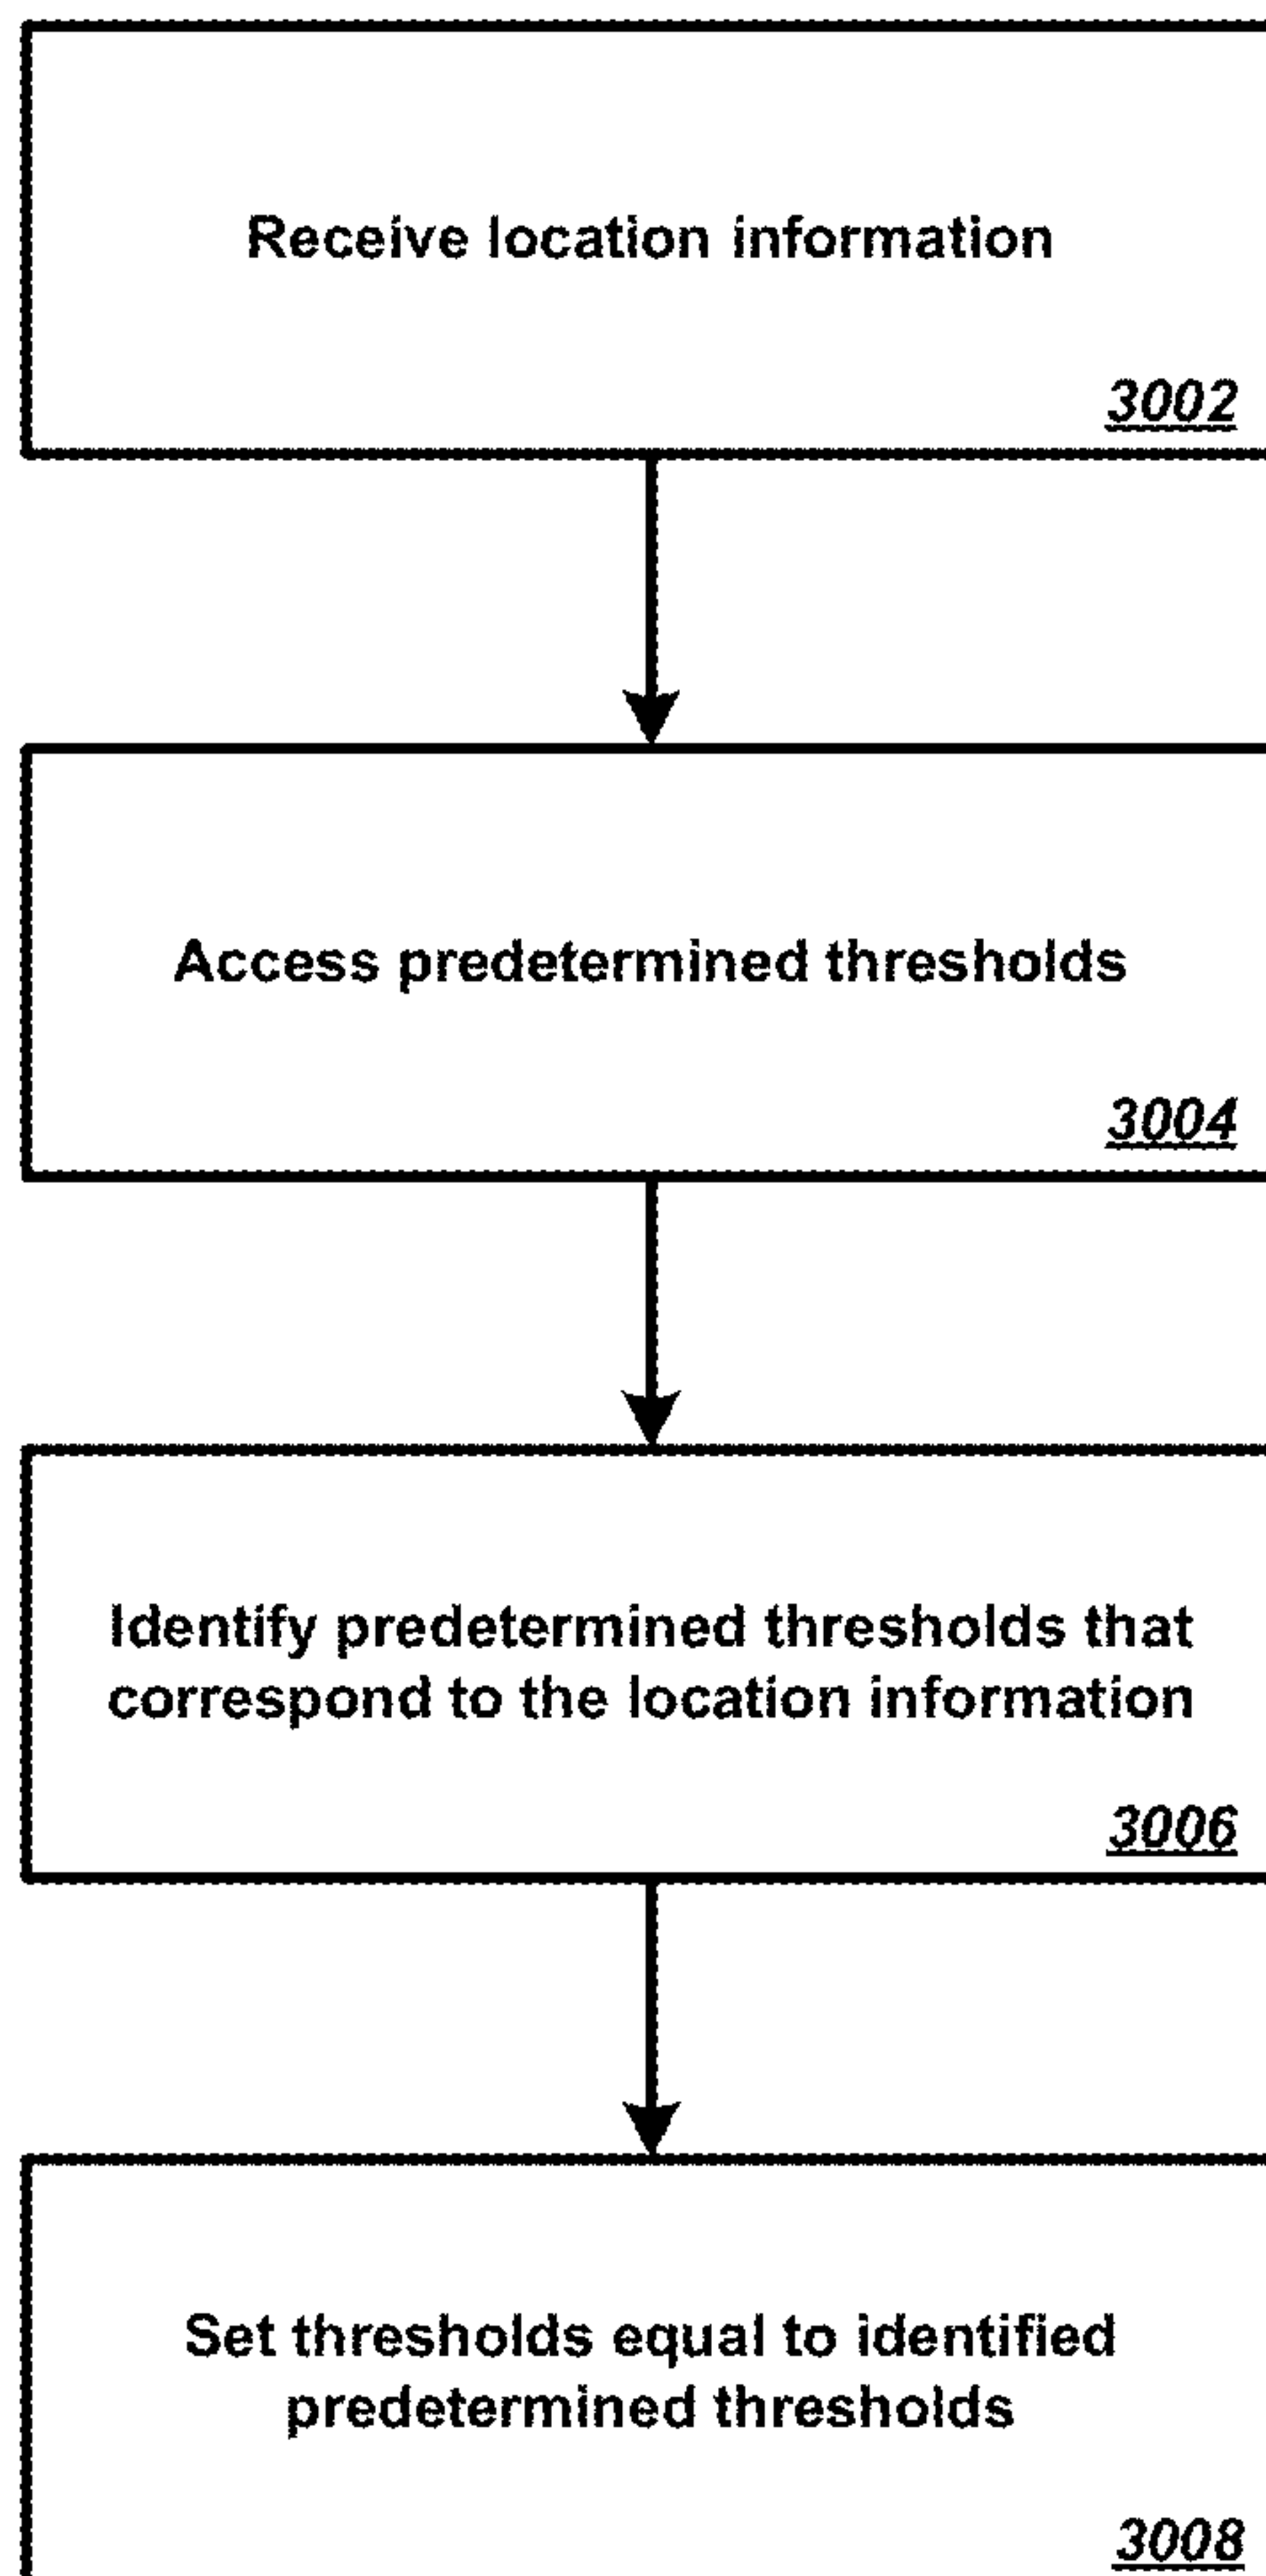 Receive location information
3002
Access predetermined thresholds
3004
Identify predetermined thresholds that
correspond to the location information
3006
Set thresholds equal to identified
predetermined thresholds
3008